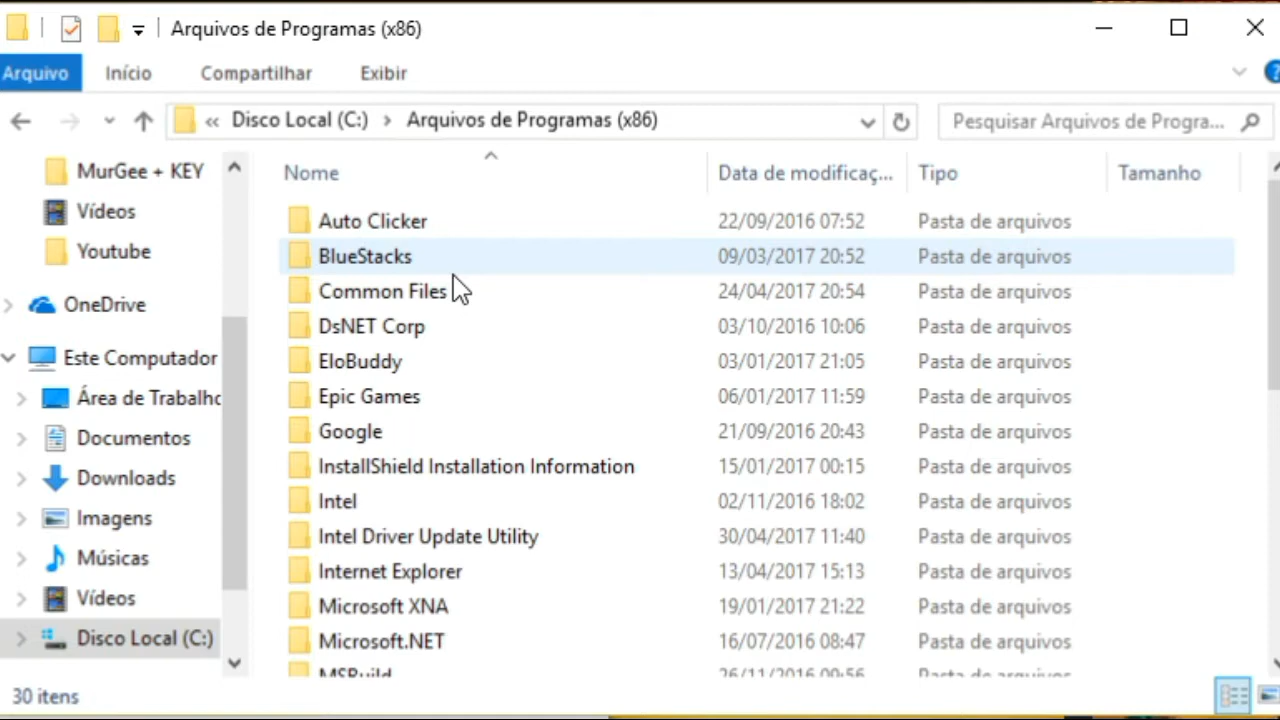 Arquivos de Programas (x86)
Arquivo Início Compartilhar Exibir ?
« Disco Local (C:) › Arquivos de Programas (x86) Pesquisar Arquivos de Progra...
MurGee + KEY
Vídeos
Youtube
OneDrive
Este Computador
Área de Trabalho
Documentos
Downloads
Imagens
Músicas
Vídeos
Disco Local (C:)
Nome Data de modificaç... Tipo Tamanho
Auto Clicker 22/09/2016 07:52 Pasta de arquivos
BlueStacks 09/03/2017 20:52 Pasta de arquivos
Common Files 24/04/2017 20:54 Pasta de arquivos
DsNET Corp 03/10/2016 10:06 Pasta de arquivos
EloBuddy 03/01/2017 21:05 Pasta de arquivos
Epic Games 06/01/2017 11:59 Pasta de arquivos
Google 21/09/2016 20:43 Pasta de arquivos
InstallShield Installation Information 15/01/2017 00:15 Pasta de arquivos
Intel 02/11/2016 18:02 Pasta de arquivos
Intel Driver Update Utility 30/04/2017 11:40 Pasta de arquivos
Internet Explorer 13/04/2017 15:13 Pasta de arquivos
Microsoft XNA 19/01/2017 21:22 Pasta de arquivos
Microsoft.NET 16/07/2016 08:47 Pasta de arquivos
MSBuild 26/11/2016 09:56 Pasta de arquivos
30 itens